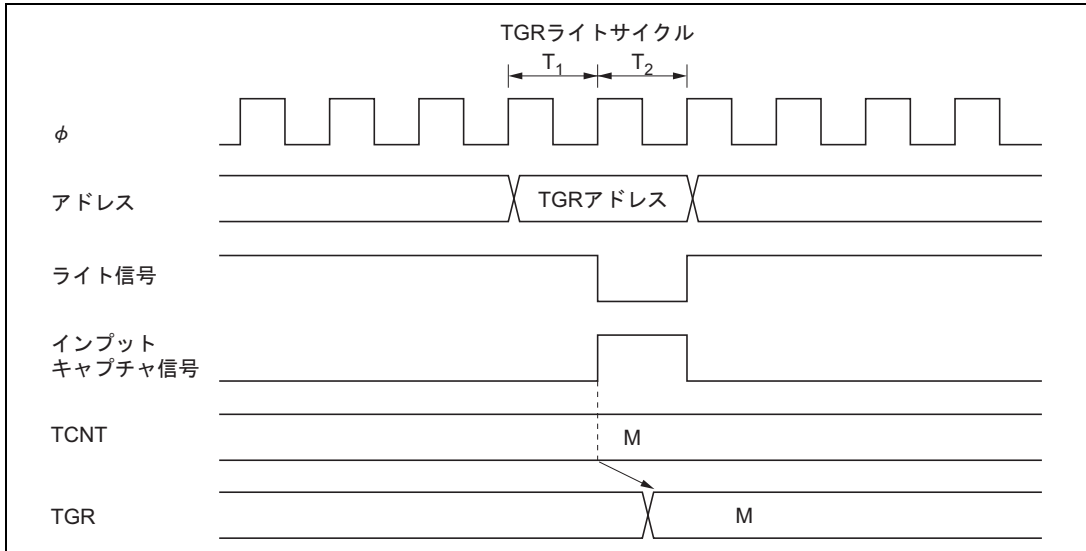 TGRライトサイクル
T1 T2
φ
アドレス TGRアドレス
ライト信号
インプット
キャプチャ信号
TCNT M
TGR M